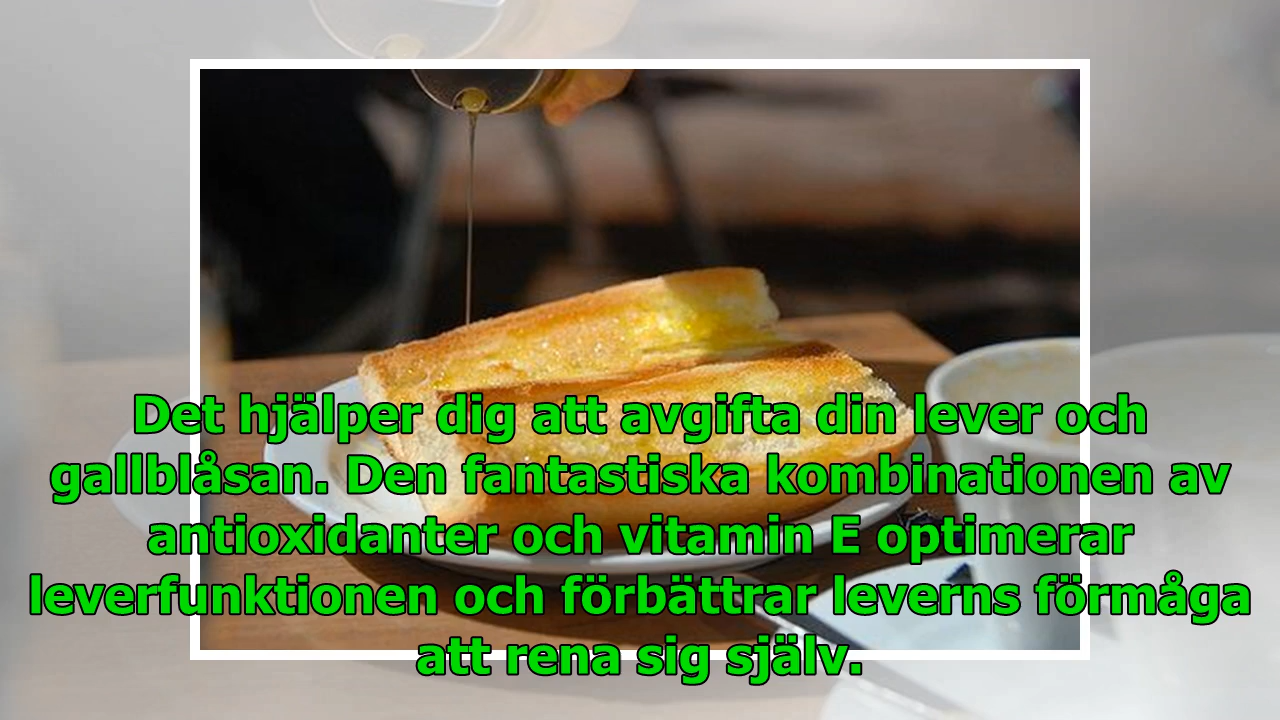 Det hjälper dig att avgifta din lever och
gallblåsan. Den fantastiska kombinationen av
antioxidanter och vitamin E optimerar
leverfunktionen och förbättrar leverns förmåga
att rena sig själv.